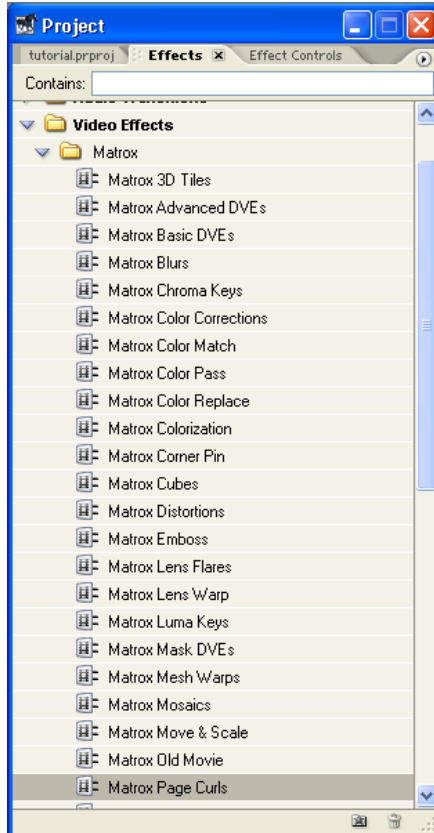 Project
tutorial.prproj Effects Effect Controls
Contains:
Audio Transitions
Video Effects
Matrox
Matrox 3D Tiles
Matrox Advanced DVEs
Matrox Basic DVEs
Matrox Blurs
Matrox Chroma Keys
Matrox Color Corrections
Matrox Color Match
Matrox Color Pass
Matrox Color Replace
Matrox Colorization
Matrox Corner Pin
Matrox Cubes
Matrox Distortions
Matrox Emboss
Matrox Lens Flares
Matrox Lens Warp
Matrox Luma Keys
Matrox Mask DVEs
Matrox Mesh Warps
Matrox Mosaics
Matrox Move & Scale
Matrox Old Movie
Matrox Page Curls